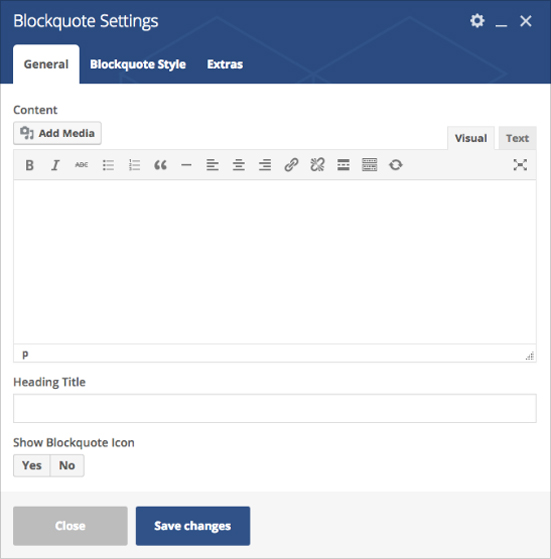 Blockquote Settings
General Blockquote Style Extras
Content
Add Media
Visual Text
B I ABC
p
Heading Title
Show Blockquote Icon
Yes No
Close Save changes